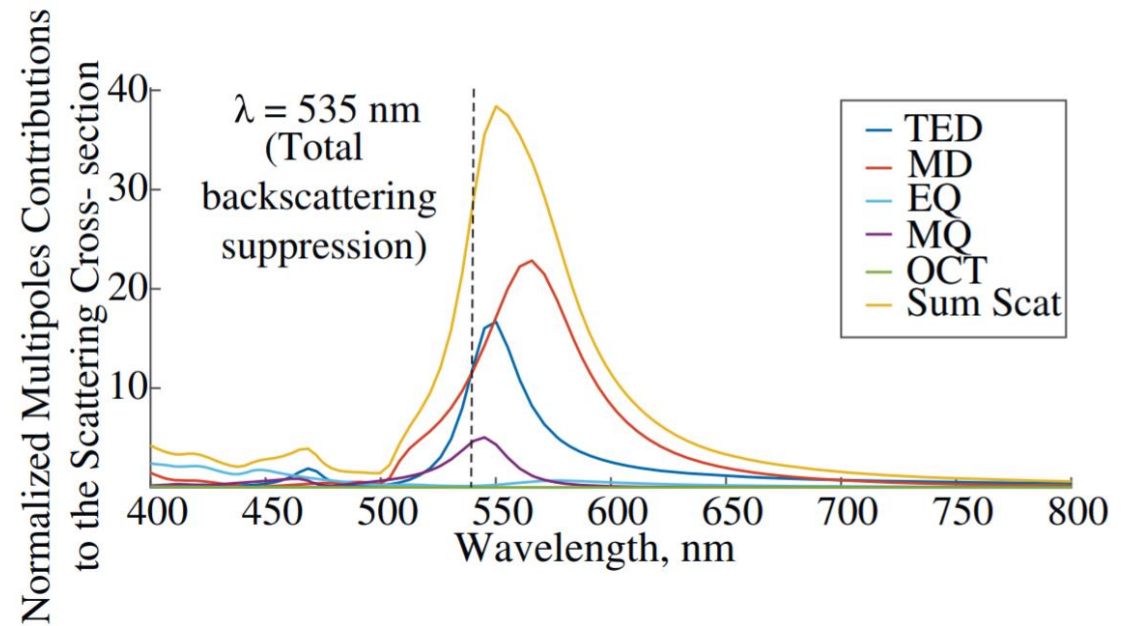 Normalized Multipoles Contributions
to the Scattering Cross- section
40
30
20
10
λ = 535 nm
(Total
backscattering
suppression)
TED
MD
EQ
MQ
OCT
Sum Scat
400 450 500 550 600 650 700 750 800
Wavelength, nm